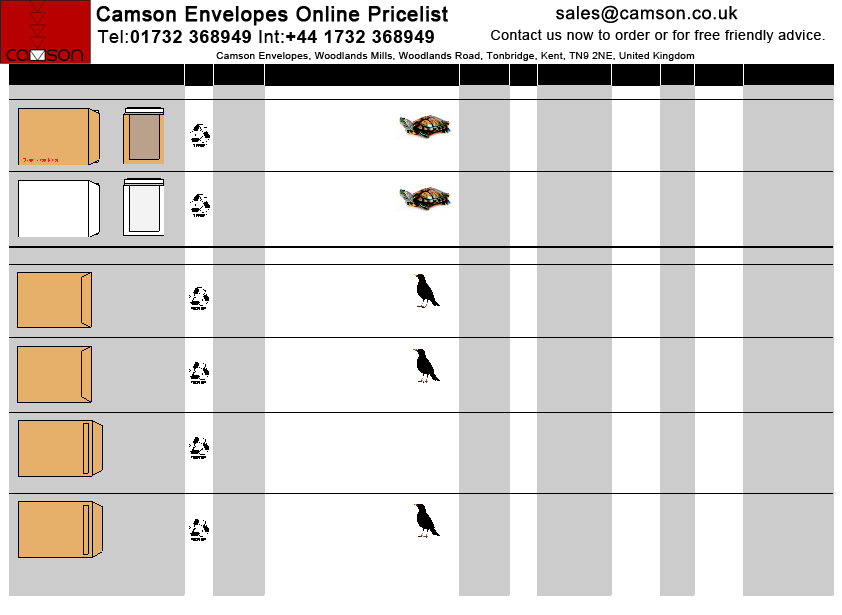 camson
Camson Envelopes Online Pricelist
Tel:01732 368949 Int:+44 1732 368949
sales@camson.co.uk
Contact us now to order or for free friendly advice.
Camson Envelopes, Woodlands Mills, Woodlands Road, Tonbridge, Kent, TN9 2NE, United Kingdom